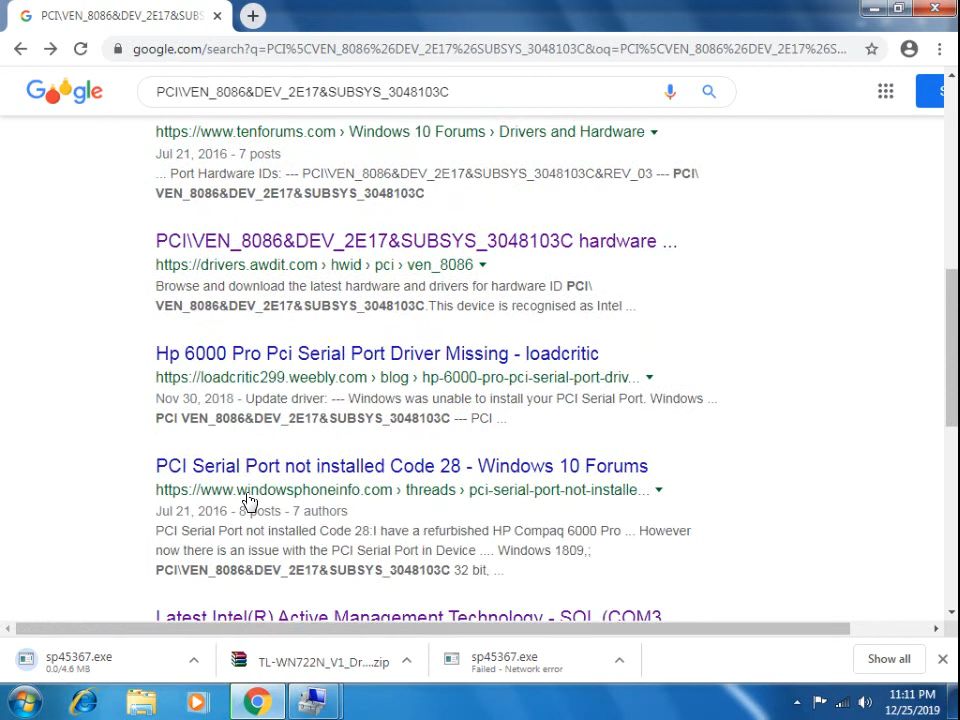 PCI\VEN_8086&DEV_2E17&SUBS
google.com/search?q=PCI%5CVEN_8086%26DEV_2E17%26SUBSYS_3048103C&oq=PCI%5CVEN_8086%26DEV_2E17%26S...
Google
PCI\VEN_8086&DEV_2E17&SUBSYS_3048103C
https://www.tenforums.com › Windows 10 Forums › Drivers and Hardware
Jul 21, 2016 - 7 posts
... Port Hardware IDs: --- PCI\VEN_8086&DEV_2E17&SUBSYS_3048103C&REV_03 --- PCI\
VEN_8086&DEV_2E17&SUBSYS_3048103C
PCI\VEN_8086&DEV_2E17&SUBSYS_3048103C hardware ...
https://drivers.awdit.com › hwid › pci › ven_8086
Browse and download the latest hardware and drivers for hardware ID PCI\
VEN_8086&DEV_2E17&SUBSYS_3048103C.This device is recognised as Intel ...
Hp 6000 Pro Pci Serial Port Driver Missing - loadcritic
https://loadcritic299.weebly.com › blog › hp-6000-pro-pci-serial-port-driv...
Nov 30, 2018 - Update driver: --- Windows was unable to install your PCI Serial Port. Windows ...
PCI VEN_8086&DEV_2E17&SUBSYS_3048103C --- PCI ...
PCI Serial Port not installed Code 28 - Windows 10 Forums
https://www.windowsphoneinfo.com › threads › pci-serial-port-not-installe...
Jul 21, 2016 - 8 posts - 7 authors
PCI Serial Port not installed Code 28:I have a refurbished HP Compaq 6000 Pro ... However
now there is an issue with the PCI Serial Port in Device .... Windows 1809,;
PCI\VEN_8086&DEV_2E17&SUBSYS_3048103C 32 bit, ...
Latest Intel(R) Active Management Technology - SOL (COM3
sp45367.exe
0.0/4.6 MB
TL-WN722N_V1_Dr....zip
sp45367.exe
Failed - Network error
Show all
11:11 PM
12/25/2019